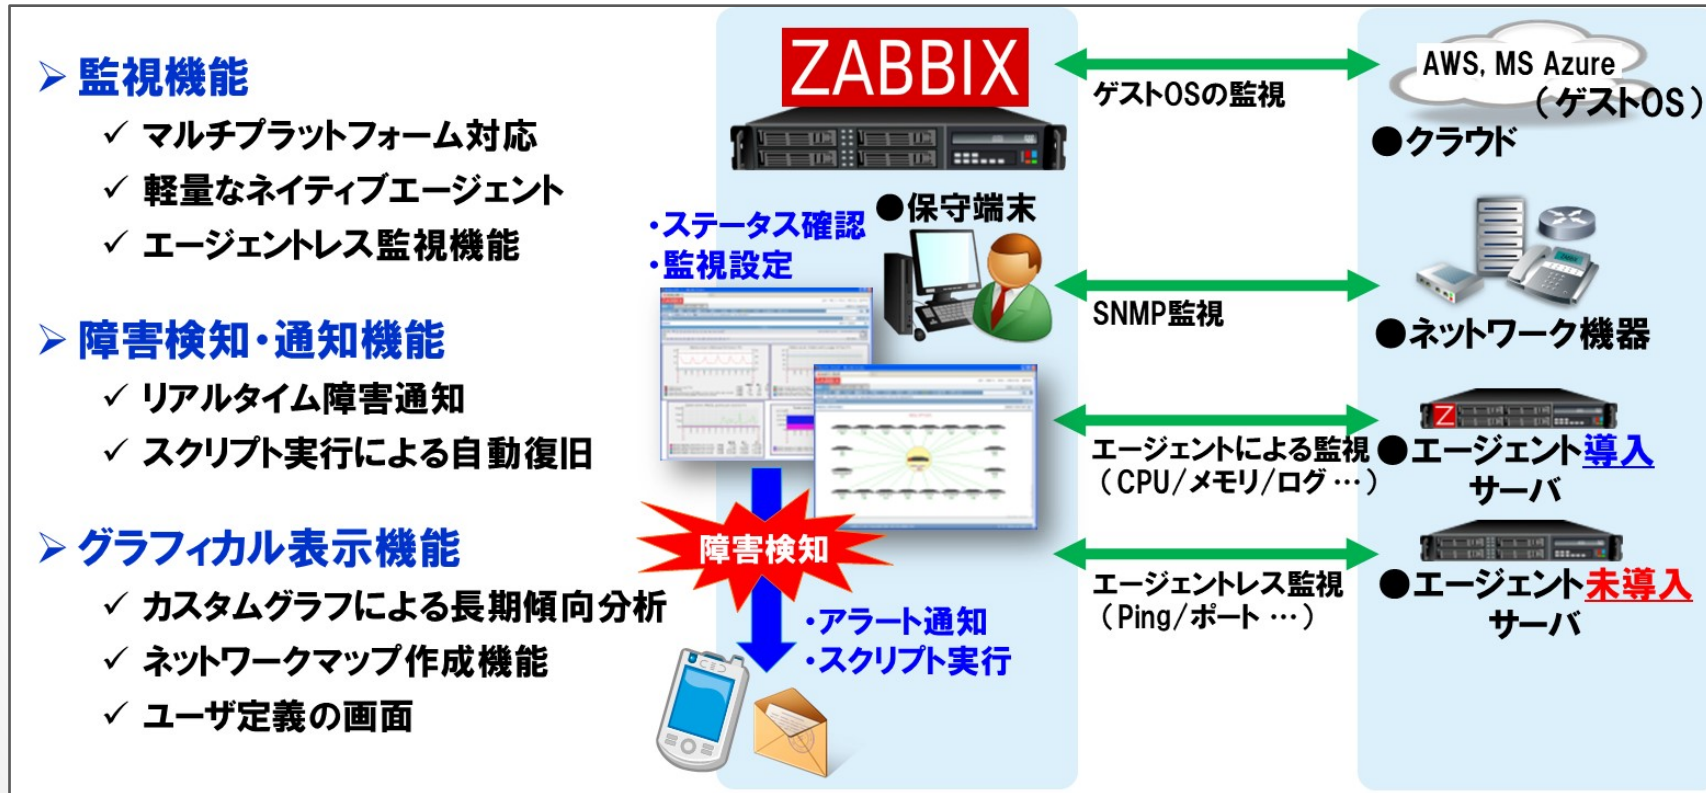 ➢ 監視機能
✓ マルチプラットフォーム対応
✓ 軽量なネイティブエージェント
✓ エージェントレス監視機能
➢ 障害検知・通知機能
✓ リアルタイム障害通知
✓ スクリプト実行による自動復旧
➢ グラフィカル表示機能
✓ カスタムグラフによる長期傾向分析
✓ ネットワークマップ作成機能
✓ ユーザ定義の画面
ZABBIX
●保守端末
・ステータス確認
・監視設定
ZABBIX
ZABBIX
障害検知
・アラート通知
・スクリプト実行
ゲストOSの監視
SNMP監視
エージェントによる監視
（CPU/メモリ/ログ…）
エージェントレス監視
（Ping/ポート …）
AWS, MS Azure
（ゲストOS）
●クラウド
●ネットワーク機器
Z
●エージェント導入
サーバ
●エージェント未導入
サーバ